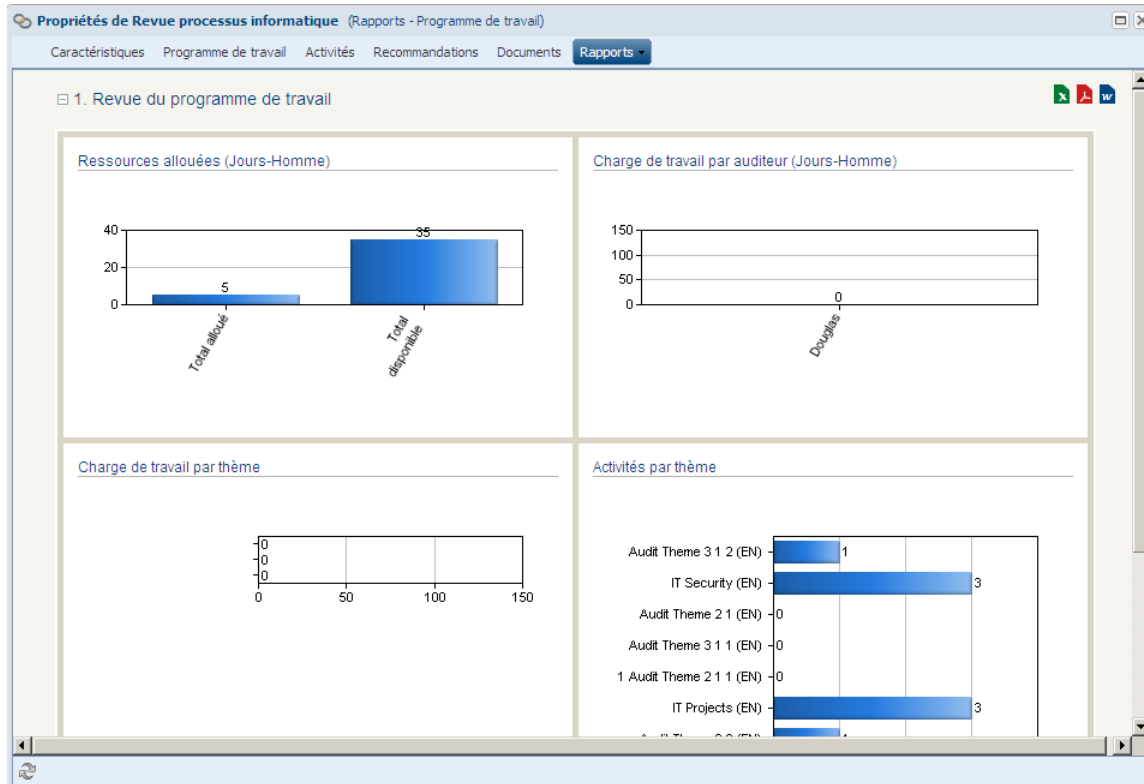 Propriétés de Revue processus informatique (Rapports - Programme de travail)
Caractéristiques Programme de travail Activités Recommandations Documents Rapports
1. Revue du programme de travail
Ressources allouées (Jours-Homme)
40
20
0
5
35
Total alloué
Total
disponible
Charge de travail par auditeur (Jours-Homme)
150
100
50
0
0
Douglas
Charge de travail par thème
0
0
0
0 50 100 150
Activités par thème
Audit Theme 3 1 2 (EN) 1
IT Security (EN) 3
Audit Theme 2 1 (EN) 0
Audit Theme 3 1 1 (EN) 0
1 Audit Theme 2 1 1 (EN) 0
IT Projects (EN) 3